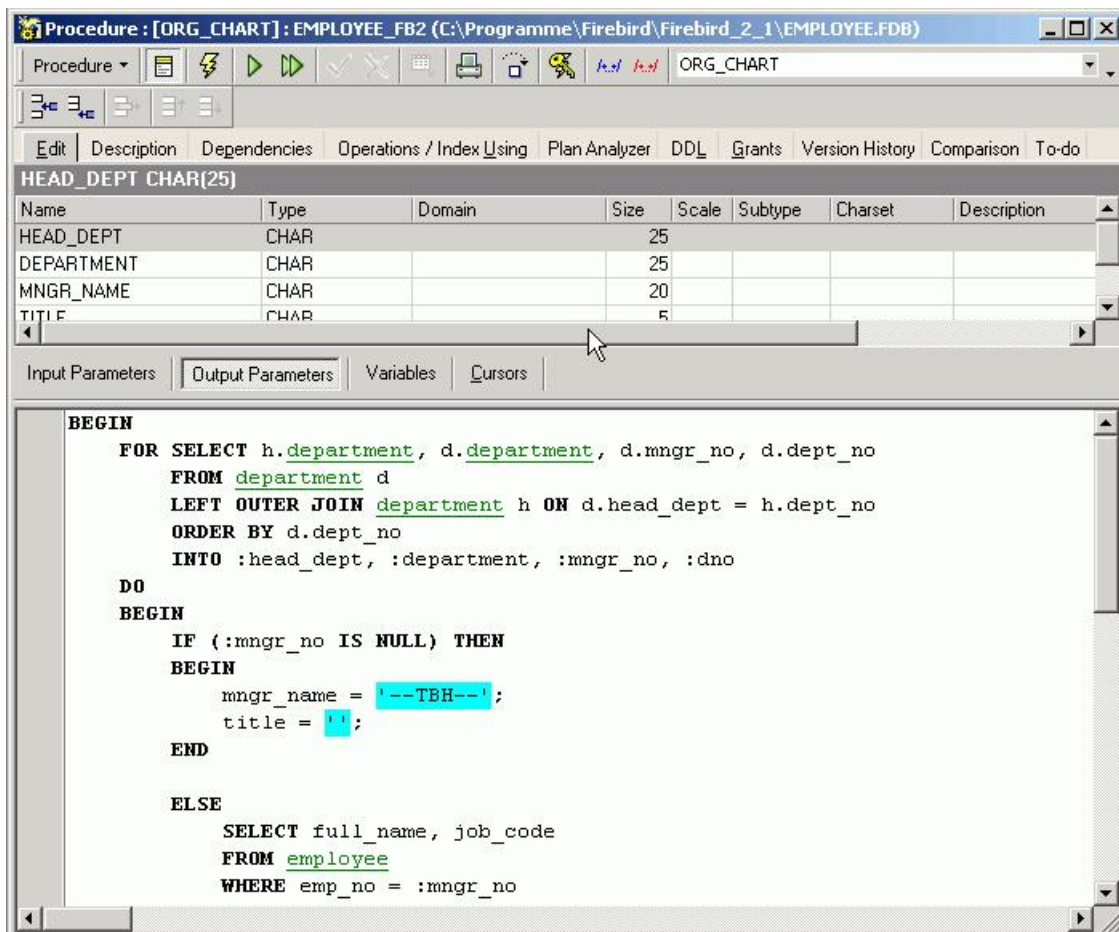 Procedure : [ORG_CHART] : EMPLOYEE_FB2 (C:\Programme\Firebird\Firebird_2_1\EMPLOYEE.FDB)
Procedure ORG_CHART
Edit Description Dependencies Operations / Index Using Plan Analyzer DDL Grants Version History Comparison To-do
HEAD_DEPT CHAR(25)
Name Type Domain Size Scale Subtype Charset Description
HEAD_DEPT CHAR 25
DEPARTMENT CHAR 25
MNGR_NAME CHAR 20
TITLE CHAR 5
Input Parameters Output Parameters Variables Cursors
BEGIN
FOR SELECT h.department, d.department, d.mngr_no, d.dept_no
FROM department d
LEFT OUTER JOIN department h ON d.head_dept = h.dept_no
ORDER BY d.dept_no
INTO :head_dept, :department, :mngr_no, :dno
DO
BEGIN
IF (:mngr_no IS NULL) THEN
BEGIN
mngr_name = '--TBH--';
title = '';
END
ELSE
SELECT full_name, job_code
FROM employee
WHERE emp_no = :mngr_no